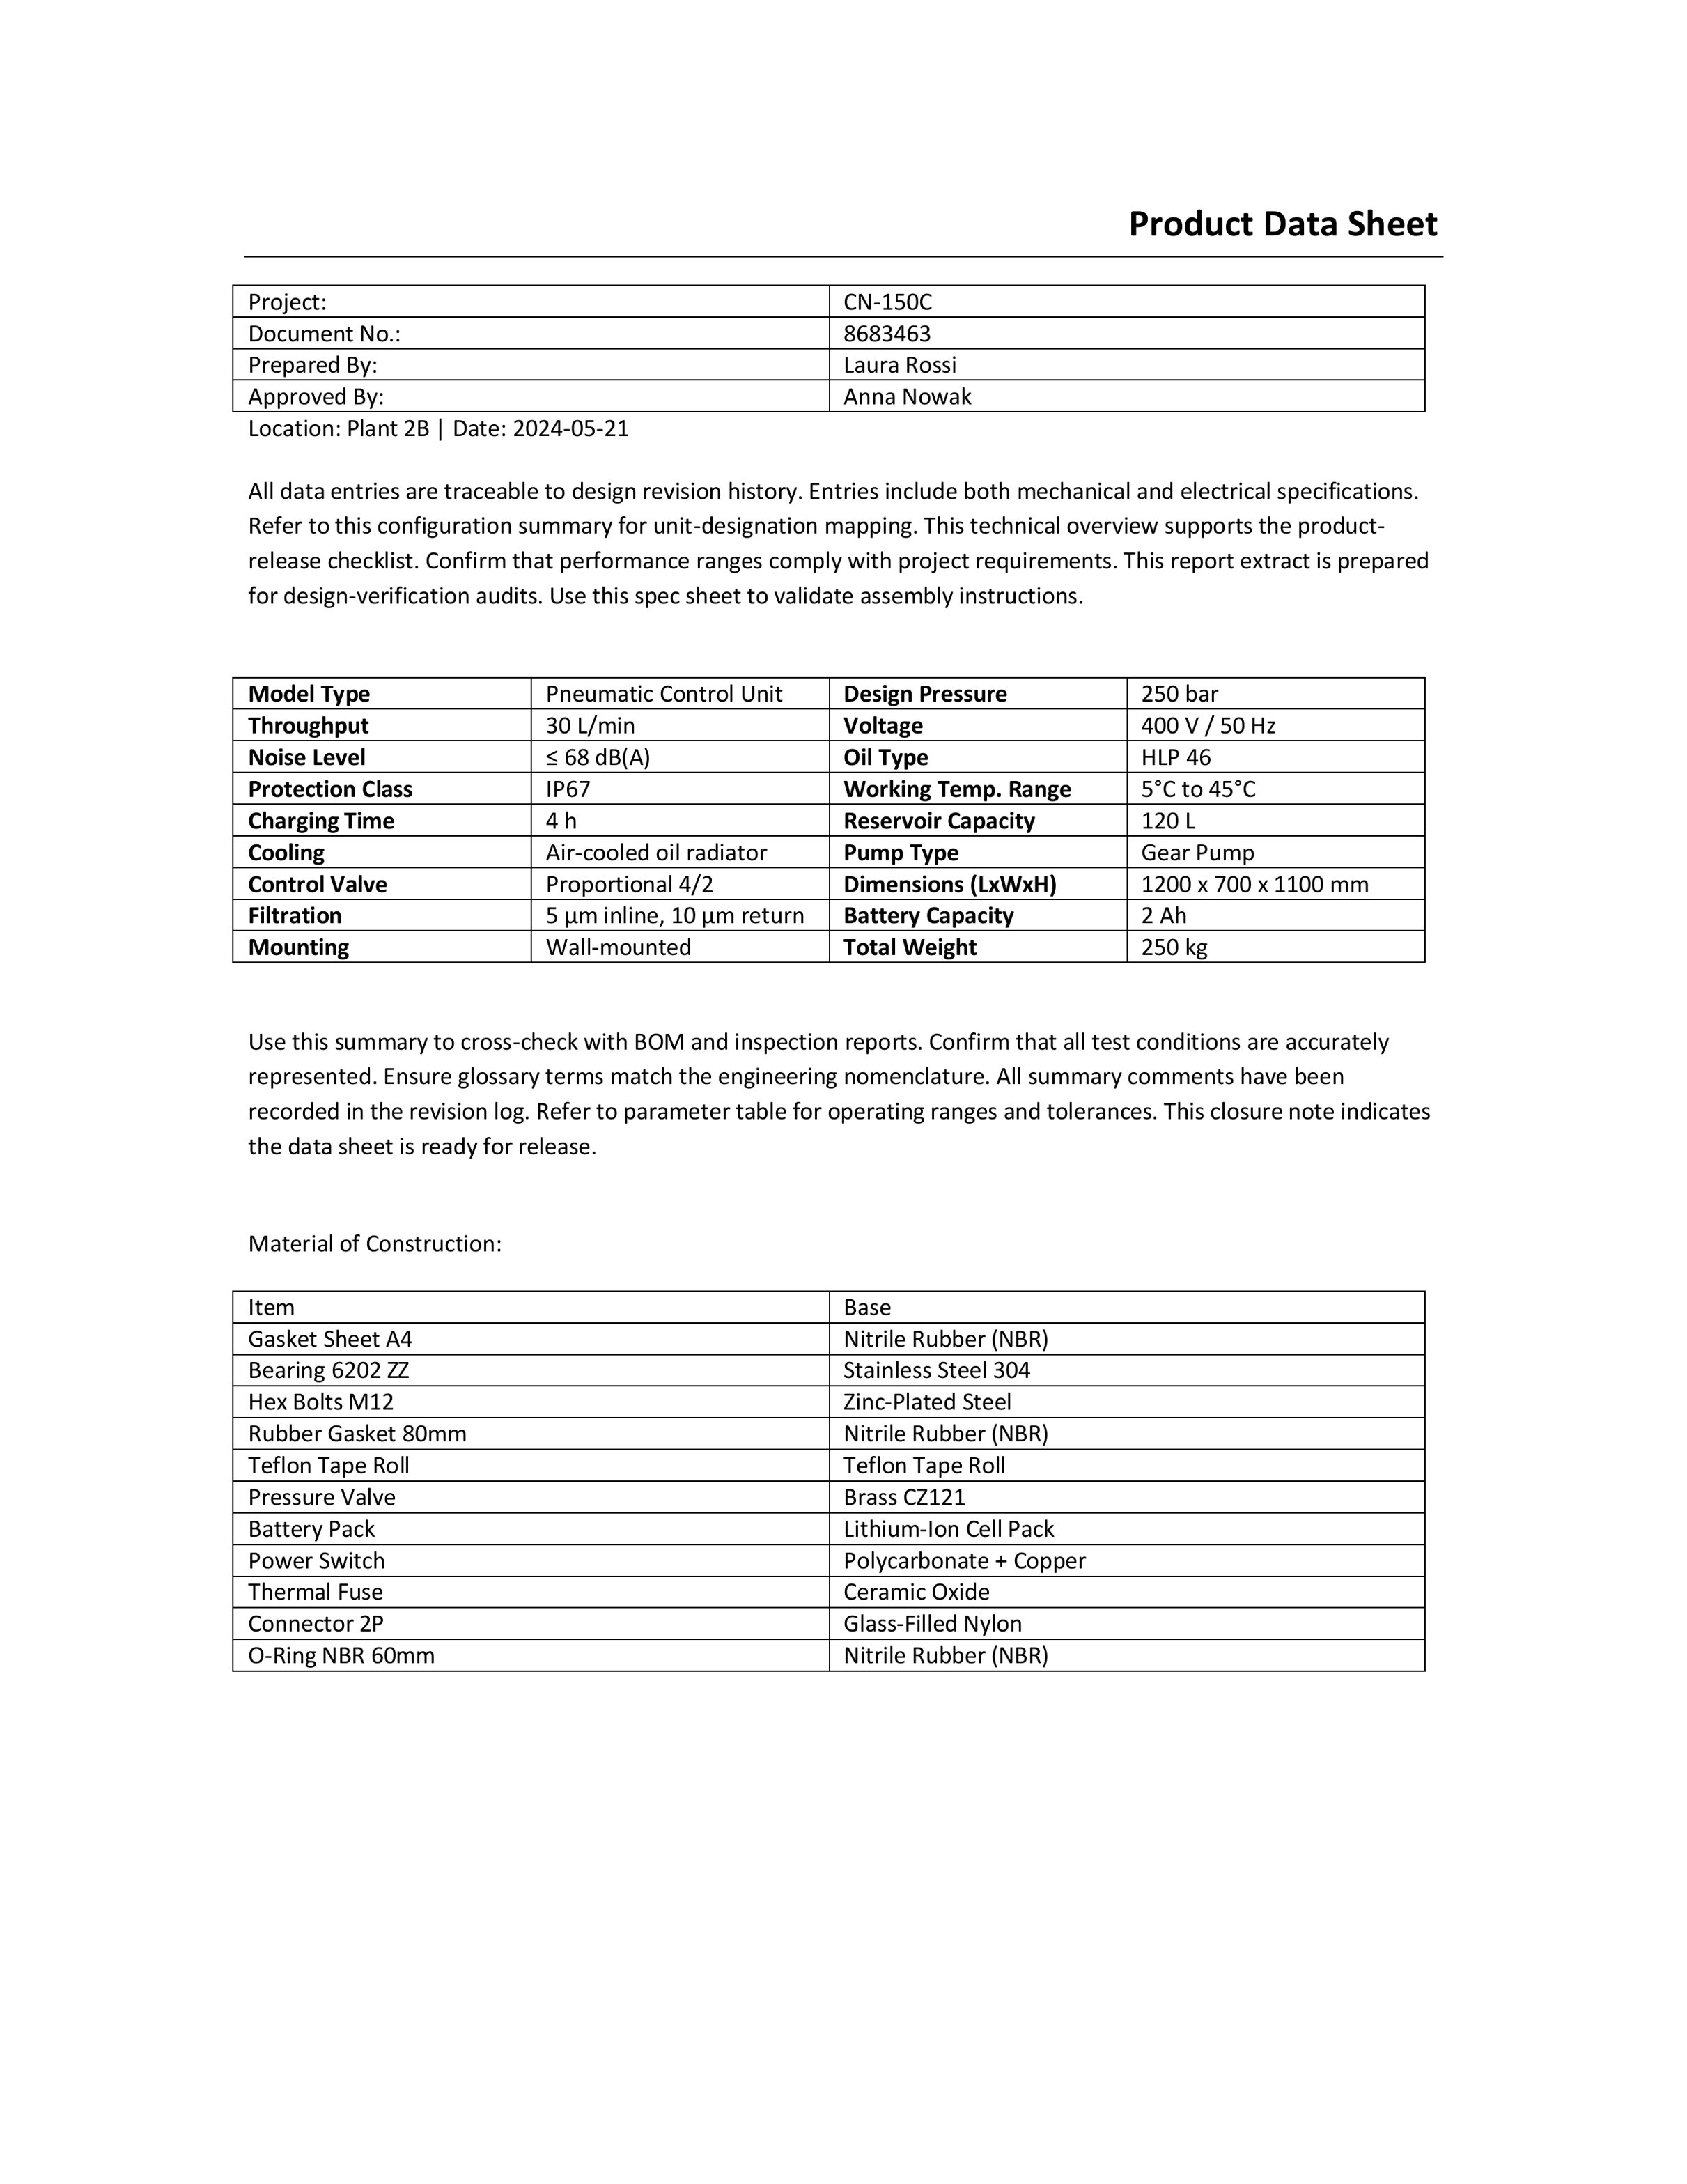 Product Data Sheet
Project: CN-150C
Document No.: 8683463
Prepared By: Laura Rossi
Approved By: Anna Nowak
Location: Plant 2B | Date: 2024-05-21
All data entries are traceable to design revision history. Entries include both mechanical and electrical specifications.
Refer to this configuration summary for unit-designation mapping. This technical overview supports the product-
release checklist. Confirm that performance ranges comply with project requirements. This report extract is prepared
for design-verification audits. Use this spec sheet to validate assembly instructions.
Model Type Pneumatic Control Unit Design Pressure 250 bar
Throughput 30 L/min Voltage 400 V / 50 Hz
Noise Level ≤ 68 dB(A) Oil Type HLP 46
Protection Class IP67 Working Temp. Range 5°C to 45°C
Charging Time 4 h Reservoir Capacity 120 L
Cooling Air-cooled oil radiator Pump Type Gear Pump
Control Valve Proportional 4/2 Dimensions (LxWxH) 1200 x 700 x 1100 mm
Filtration 5 µm inline, 10 µm return Battery Capacity 2 Ah
Mounting Wall-mounted Total Weight 250 kg
Use this summary to cross-check with BOM and inspection reports. Confirm that all test conditions are accurately
represented. Ensure glossary terms match the engineering nomenclature. All summary comments have been
recorded in the revision log. Refer to parameter table for operating ranges and tolerances. This closure note indicates
the data sheet is ready for release.
Material of Construction:
Item Base
Gasket Sheet A4 Nitrile Rubber (NBR)
Bearing 6202 ZZ Stainless Steel 304
Hex Bolts M12 Zinc-Plated Steel
Rubber Gasket 80mm Nitrile Rubber (NBR)
Teflon Tape Roll Teflon Tape Roll
Pressure Valve Brass CZ121
Battery Pack Lithium-Ion Cell Pack
Power Switch Polycarbonate + Copper
Thermal Fuse Ceramic Oxide
Connector 2P Glass-Filled Nylon
O-Ring NBR 60mm Nitrile Rubber (NBR)